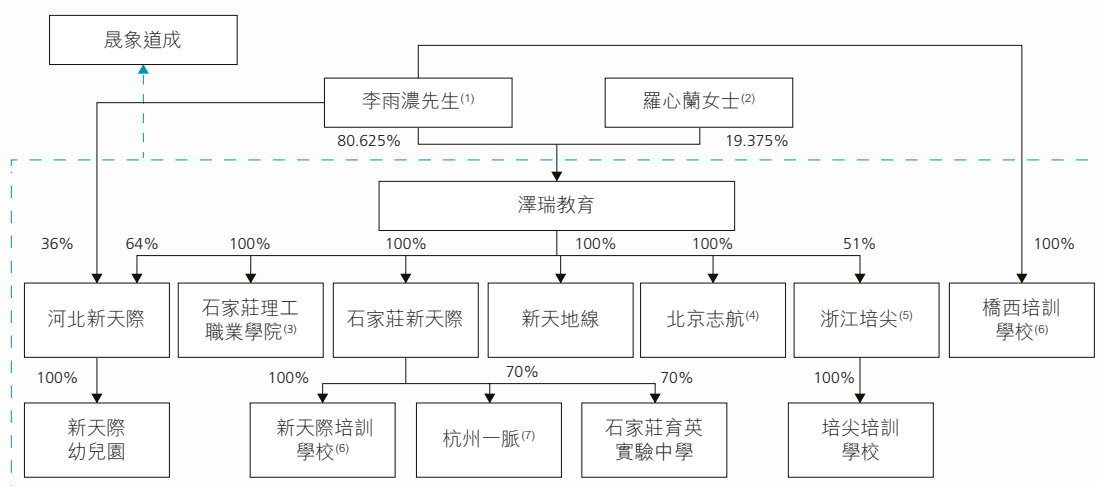 晟象道成
李雨濃先生(1)
羅心蘭女士(2)
80.625%
19.375%
澤瑞教育
36%
64%
100%
100%
100%
100%
51%
100%
河北新天際
石家莊理工
職業學院(3)
石家莊新天際
新天地線
北京志航(4)
浙江培尖(5)
橋西培訓
學校(6)
100%
100%
70%
70%
100%
新天際
幼兒園
新天際培訓
學校(6)
杭州一脈(7)
石家莊育英
實驗中學
培尖培訓
學校